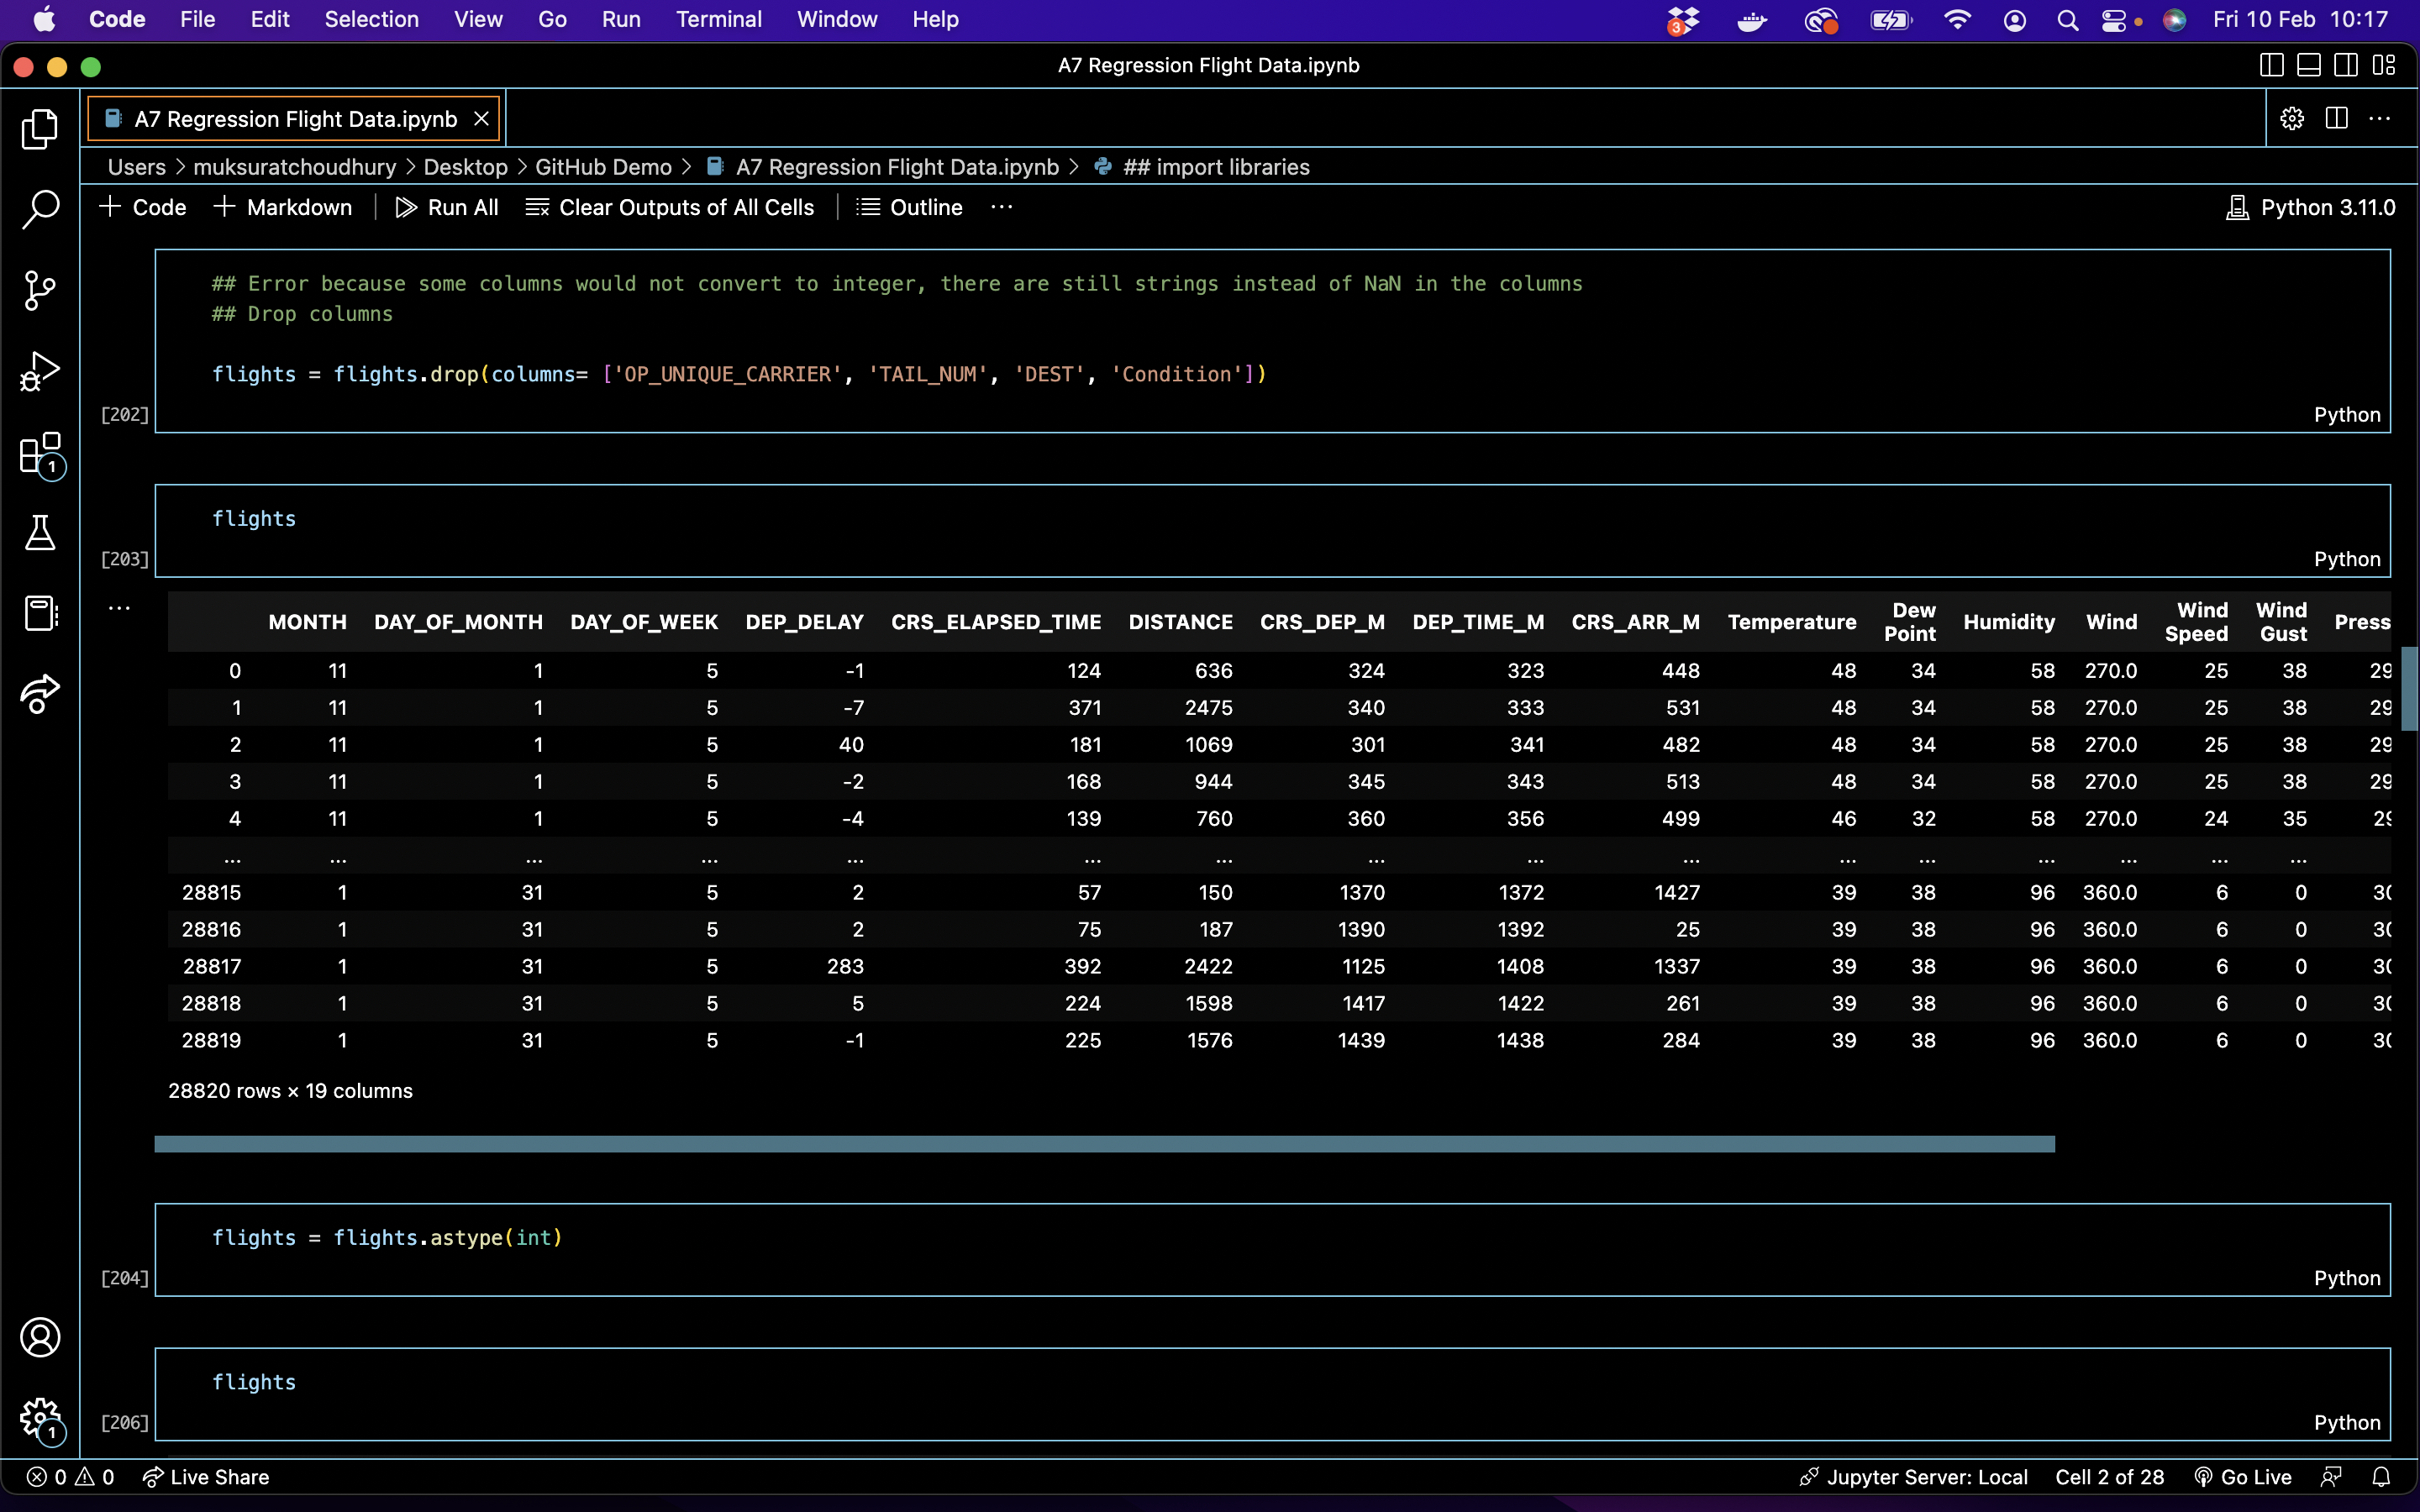 Code File Edit Selection View Go Run Terminal Window Help 3 Fri 10 Feb 10:17
A7 Regression Flight Data.ipynb
A7 Regression Flight Data.ipynb
Users > muksuratchoudhury > Desktop > GitHub Demo > A7 Regression Flight Data.ipynb > ## import libraries
+ Code + Markdown Run All Clear Outputs of All Cells Outline ... Python 3.11.0
## Error because some columns would not convert to integer, there are still strings instead of NaN in the columns
## Drop columns
flights = flights.drop(columns= ['OP_UNIQUE_CARRIER', 'TAIL_NUM', 'DEST', 'Condition'])
[202] Python
1
flights
[203] Python
...
MONTH DAY_OF_MONTH DAY_OF_WEEK DEP_DELAY CRS_ELAPSED_TIME DISTANCE CRS_DEP_M DEP_TIME_M CRS_ARR_M Temperature Dew Point Humidity Wind Wind Speed Wind Gust Press
0 11 1 5 -1 124 636 324 323 448 48 34 58 270.0 25 38 29
1 11 1 5 -7 371 2475 340 333 531 48 34 58 270.0 25 38 29
2 11 1 5 40 181 1069 301 341 482 48 34 58 270.0 25 38 29
3 11 1 5 -2 168 944 345 343 513 48 34 58 270.0 25 38 29
4 11 1 5 -4 139 760 360 356 499 46 32 58 270.0 24 35 29
... ... ... ... ... ... ... ... ... ... ... ... ... ... ... ...
28815 1 31 5 2 57 150 1370 1372 1427 39 38 96 360.0 6 0 30
28816 1 31 5 2 75 187 1390 1392 25 39 38 96 360.0 6 0 30
28817 1 31 5 283 392 2422 1125 1408 1337 39 38 96 360.0 6 0 30
28818 1 31 5 5 224 1598 1417 1422 261 39 38 96 360.0 6 0 30
28819 1 31 5 -1 225 1576 1439 1438 284 39 38 96 360.0 6 0 30
28820 rows × 19 columns
flights = flights.astype(int)
[204] Python
flights
[206] Python
1
0 0 Live Share Jupyter Server: Local Cell 2 of 28 Go Live